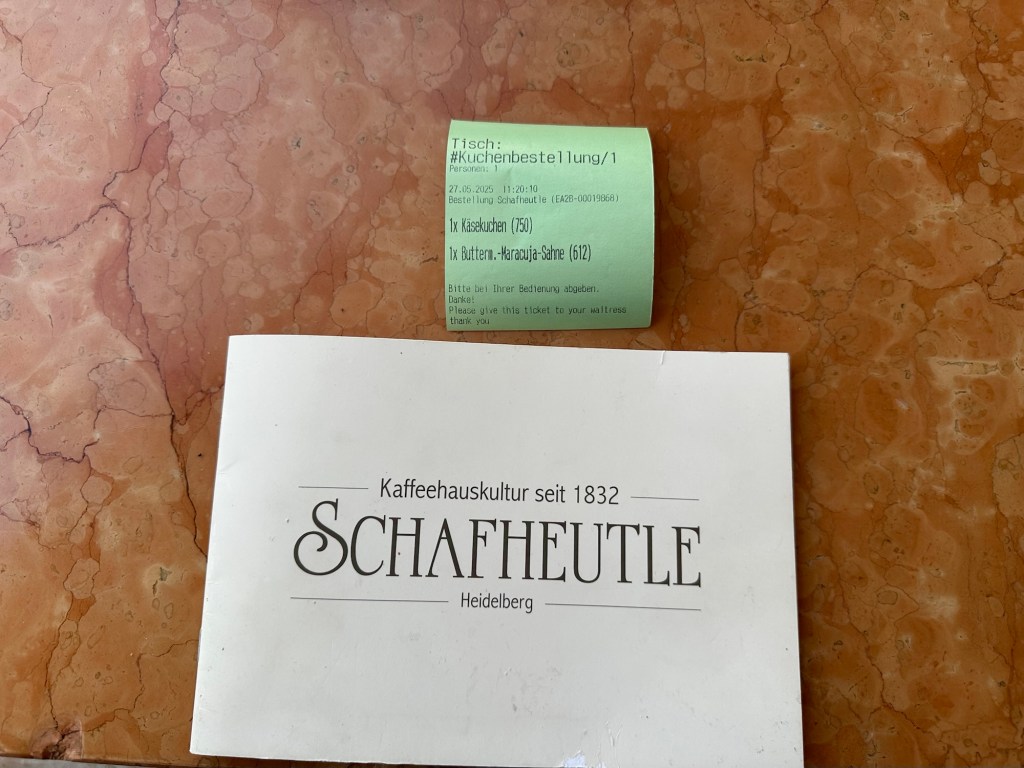 Tisch:
#Kuchenbestellung/1
Personen: 1
27.05.2025 11:20:10
Bestellung Schafheutle (EA2B-00019868)
1x Käsekuchen (750)
1x Butterm.-Maracuja-Sahne (612)
Bitte bei Ihrer Bedienung abgeben.
Danke!
Please give this ticket to your waitress
thank you
Kaffeehauskultur seit 1832
SCHAFHEUTLE
Heidelberg